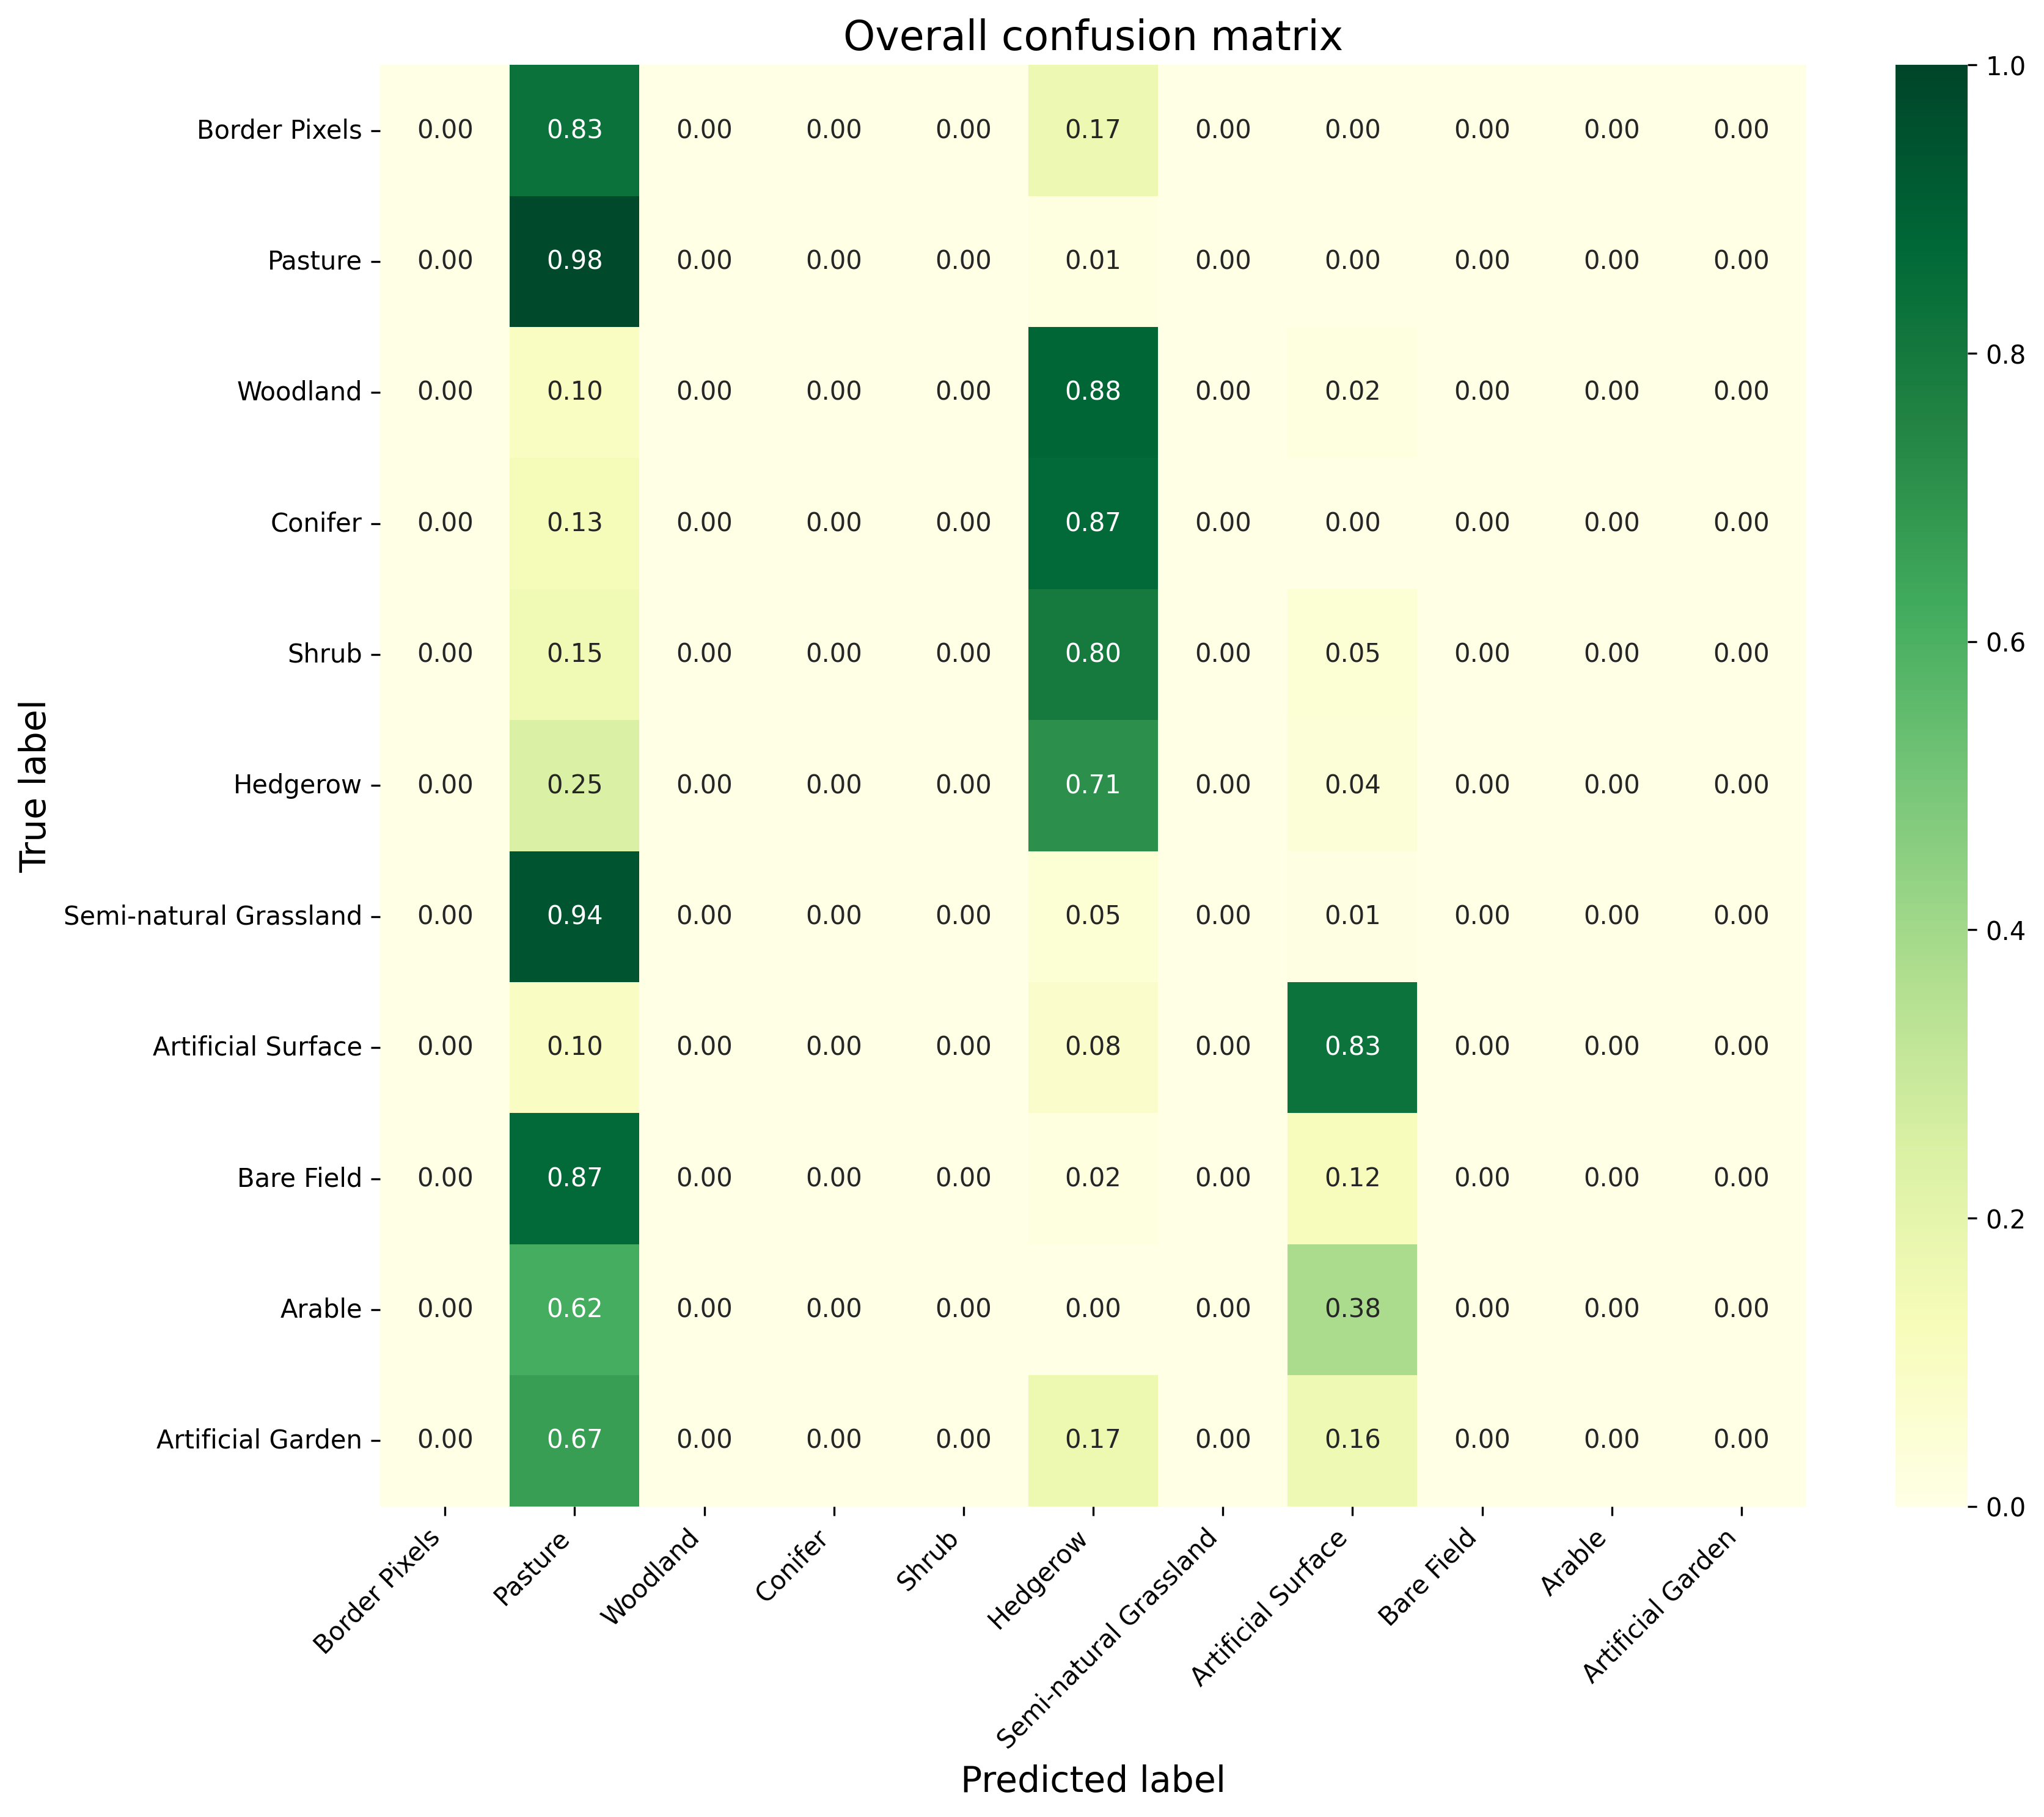 Overall confusion matrix
Border Pixels 0.00 0.83 0.00 0.00 0.00 0.17 0.00 0.00 0.00 0.00 0.00
Pasture 0.00 0.98 0.00 0.00 0.00 0.01 0.00 0.00 0.00 0.00 0.00
Woodland 0.00 0.10 0.00 0.00 0.00 0.88 0.00 0.02 0.00 0.00 0.00
Conifer 0.00 0.13 0.00 0.00 0.00 0.87 0.00 0.00 0.00 0.00 0.00
Shrub 0.00 0.15 0.00 0.00 0.00 0.80 0.00 0.05 0.00 0.00 0.00
Hedgerow 0.00 0.25 0.00 0.00 0.00 0.71 0.00 0.04 0.00 0.00 0.00
Semi-natural Grassland 0.00 0.94 0.00 0.00 0.00 0.05 0.00 0.01 0.00 0.00 0.00
Artificial Surface 0.00 0.10 0.00 0.00 0.00 0.08 0.00 0.83 0.00 0.00 0.00
Bare Field 0.00 0.87 0.00 0.00 0.00 0.02 0.00 0.12 0.00 0.00 0.00
Arable 0.00 0.62 0.00 0.00 0.00 0.00 0.00 0.38 0.00 0.00 0.00
Artificial Garden 0.00 0.67 0.00 0.00 0.00 0.17 0.00 0.16 0.00 0.00 0.00
True label
Border Pixels
Pasture
Woodland
Conifer
Shrub
Hedgerow
Semi-natural Grassland
Artificial Surface
Bare Field
Arable
Artificial Garden
Predicted label
1.0
0.8
0.6
0.4
0.2
0.0